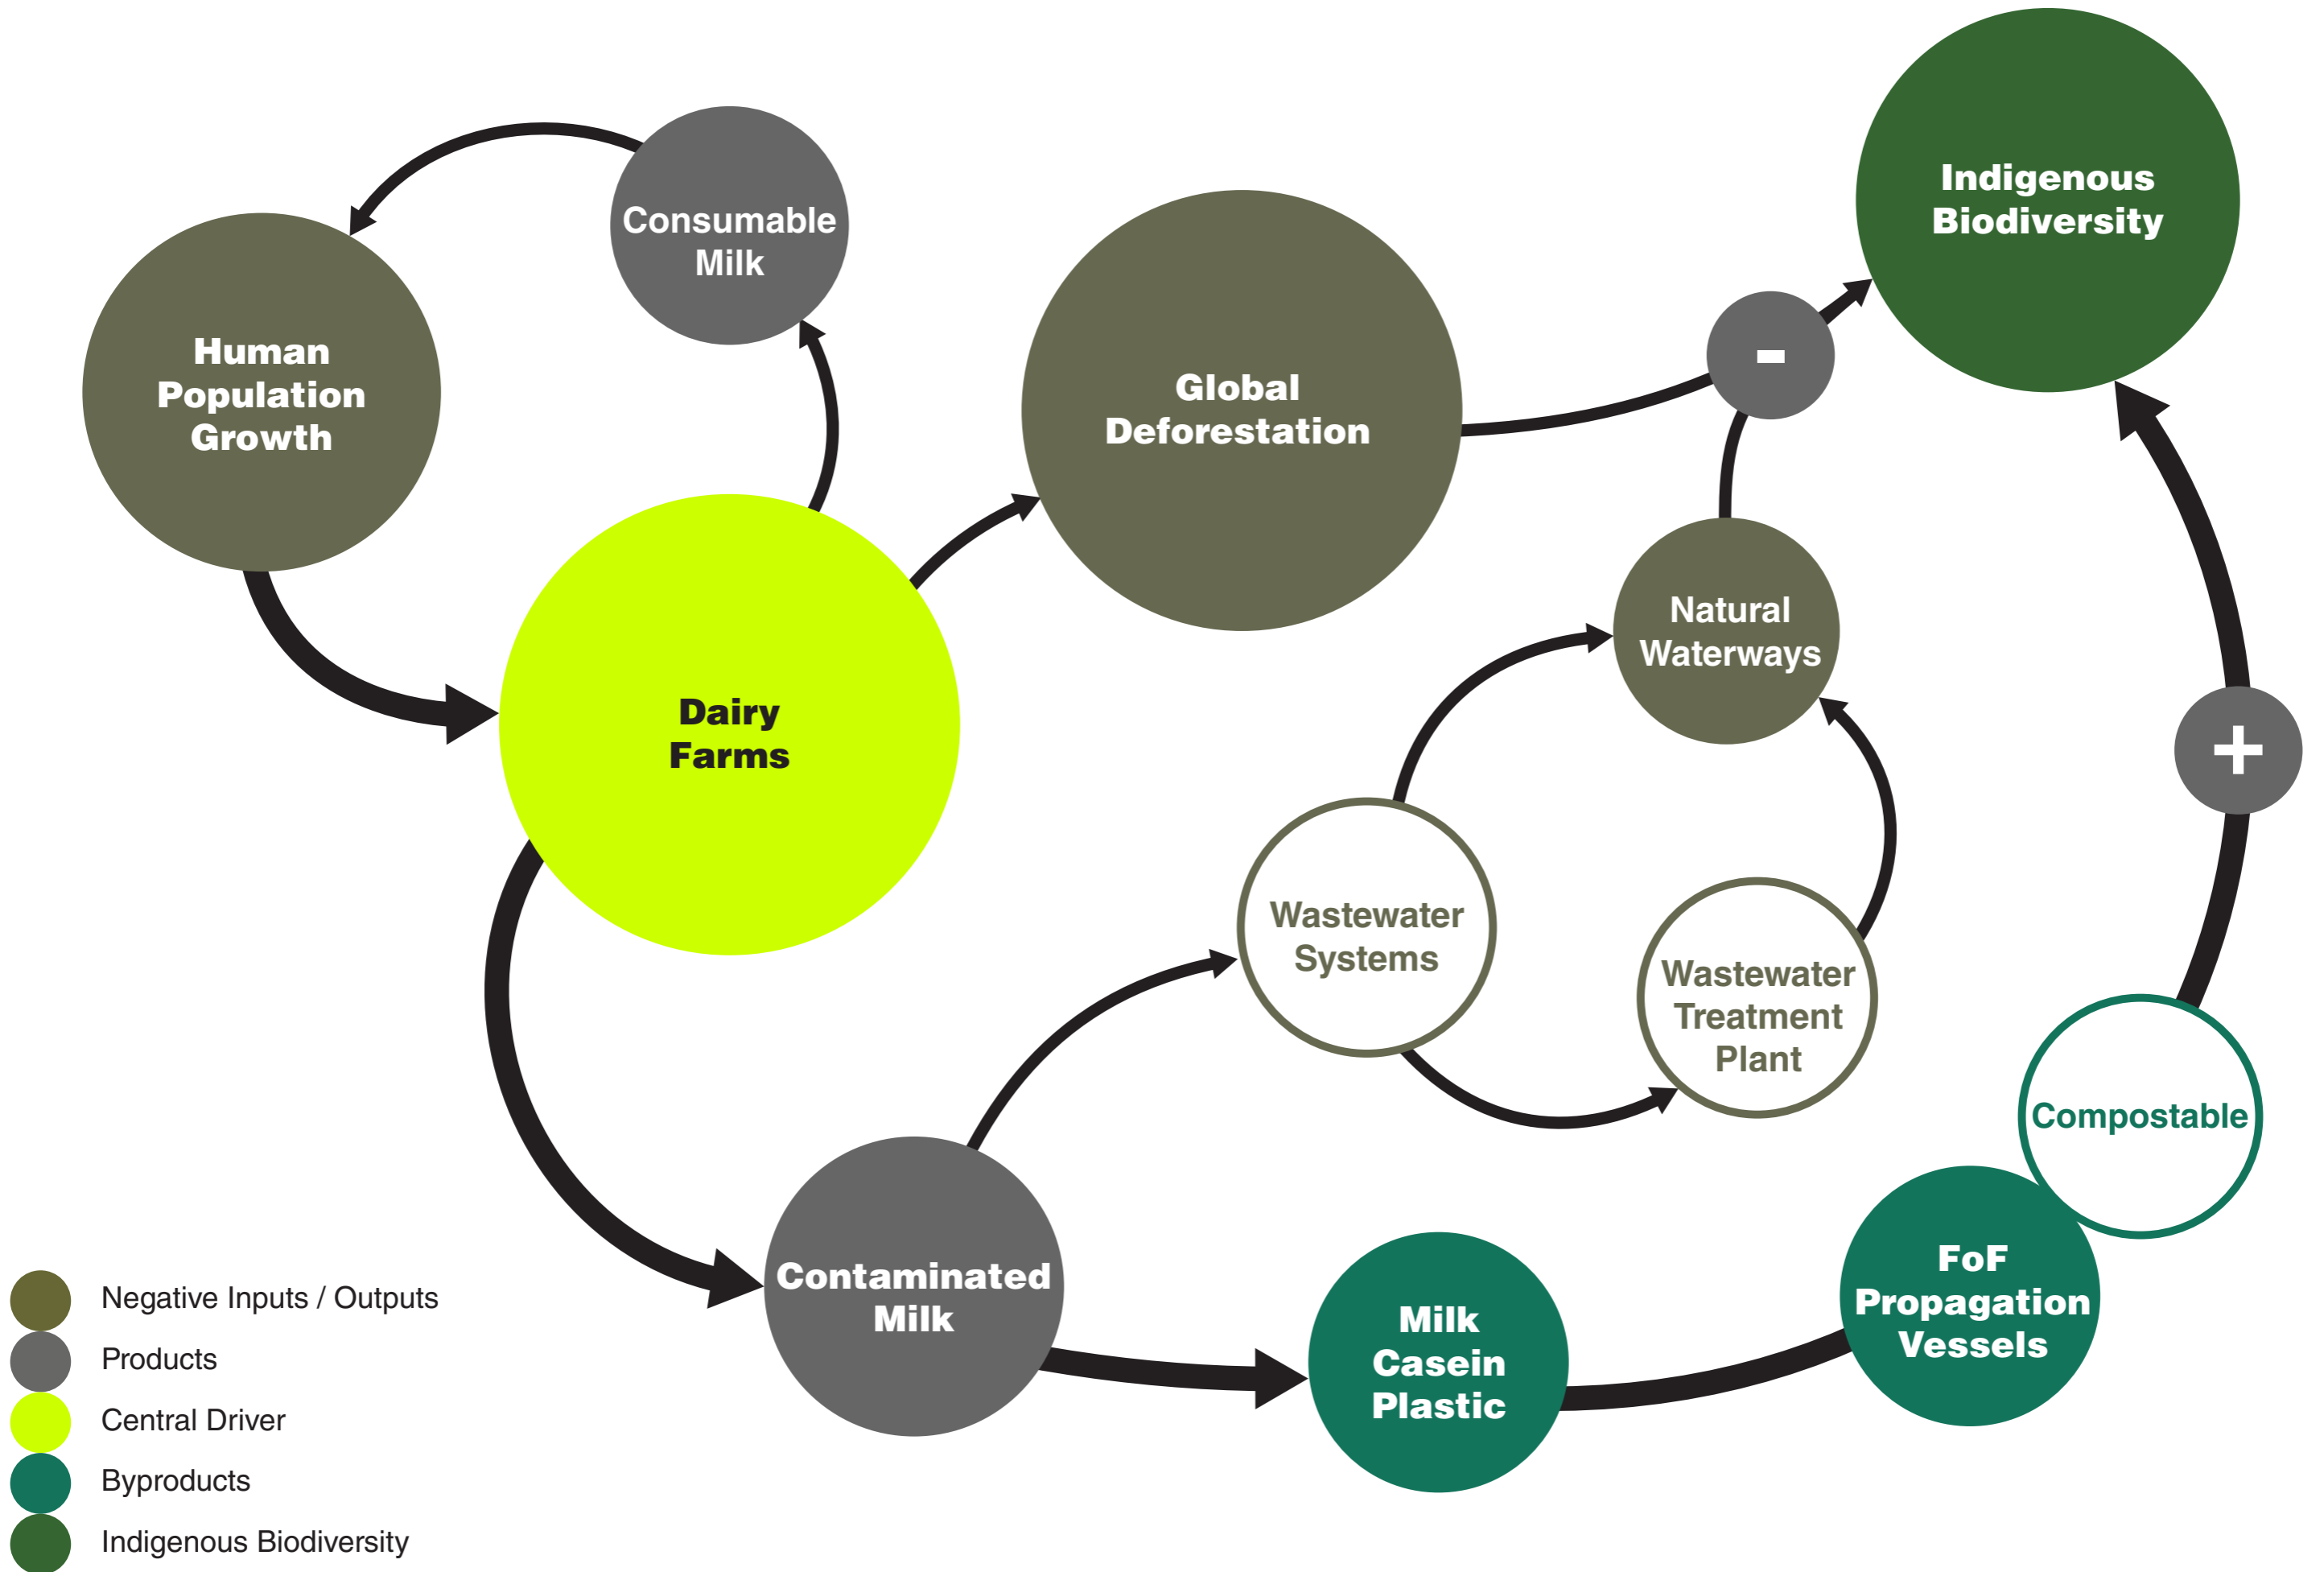 Consumable
Milk
Indigenous
Biodiversity
Human
Population
Growth
Global
Deforestation
-
Natural
Waterways
Dairy
Farms
+
Wastewater
Systems
Wastewater
Treatment
Plant
Compostable
Contaminated
Milk
Milk
Casein
Plastic
FoF
Propagation
Vessels
Negative Inputs / Outputs
Products
Central Driver
Byproducts
Indigenous Biodiversity